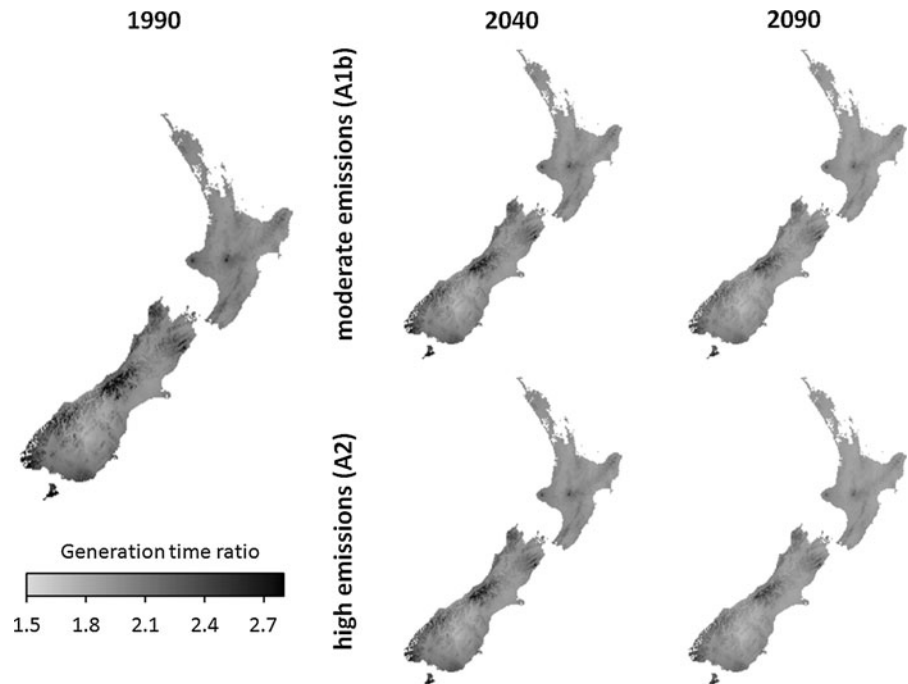 1990
2040
2090
moderate emissions (A1b)
high emissions (A2)
Generation time ratio
1.5 1.8 2.1 2.4 2.7